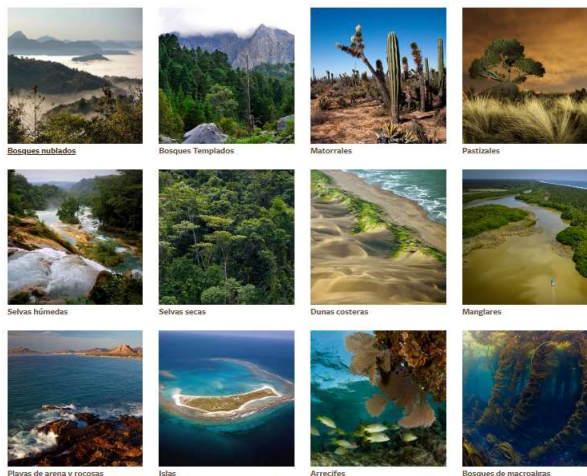 Bosques nublados
Bosques Templados
Matorrales
Pastizales
Selvas húmedas
Selvas secas
Dunas costeras
Manglares
Playas de arena y rocosas
Islas
Arrecifes
Bosques de macroalgas